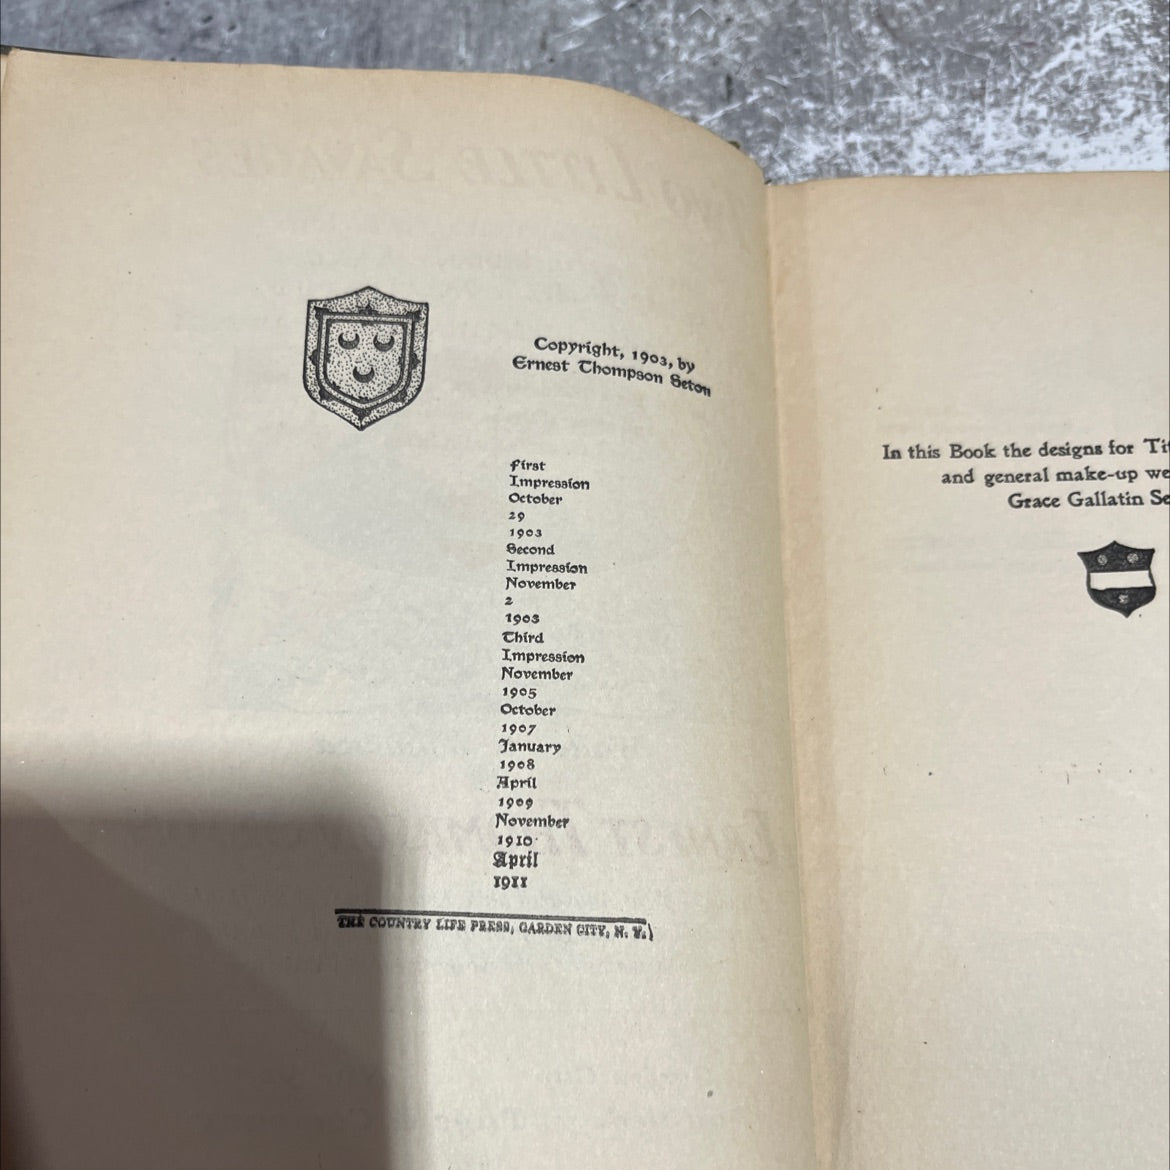 Copyright, 1903, by
Ernest Thompson Seton
First
Impression
October
29
1903
Second
Impression
November
2
1903
Third
Impression
November
1905
October
1907
January
1908
April
1909
November
1910
April
1911
THE COUNTRY LIFE PRESS, GARDEN CITY, N. Y.
In this Book the designs for
and general make-up
Grace Gallatin